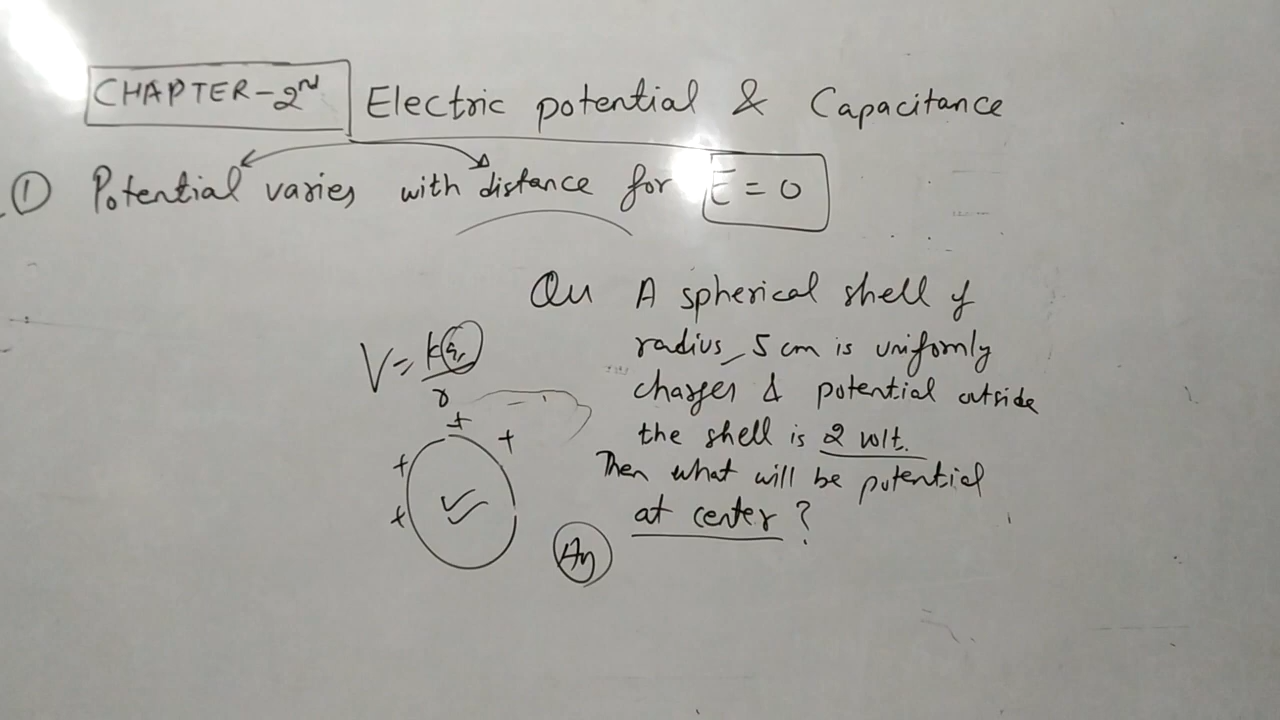 CHAPTER-2nd Electric potential & Capacitance
① Potential varies with distance for E = 0
Qu A spherical shell of
radius 5 cm is uniformly
charges & potential outside
the shell is 2 volt.
Then what will be potential
at center ?
V = kq
r
+ +
+
+